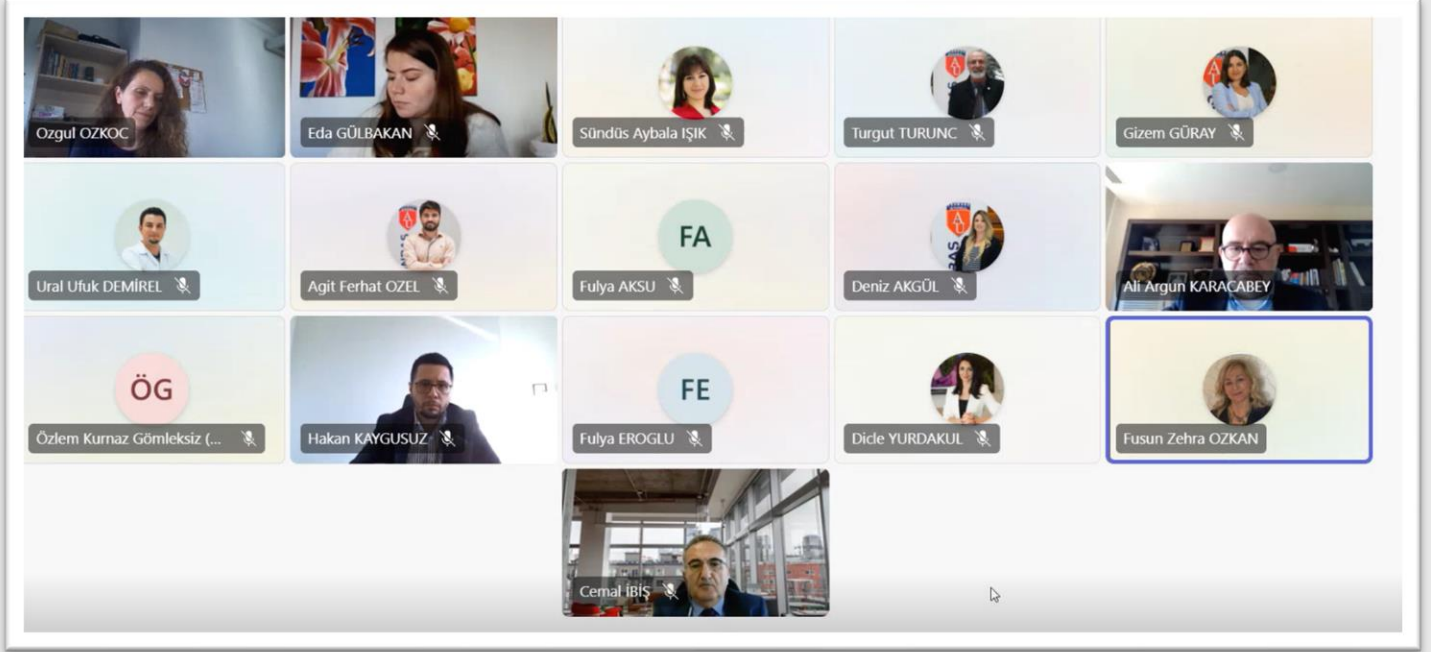 Ozgul OZKOC
Eda GÜLBAKAN
Sündüs Aybala IŞIK
Turgut TURUNC
Gizem GÜRAY
Ural Ufuk DEMİREL
Agit Ferhat OZEL
FA
Fulya AKSU
Deniz AKGÜL
Ali Argun KARACABEY
ÖG
Özlem Kurnaz Gömleksiz (...
Hakan KAYGUSUZ
FE
Fulya EROGLU
Dicle YURDAKUL
Fusun Zehra OZKAN
Cemal İBİŞ